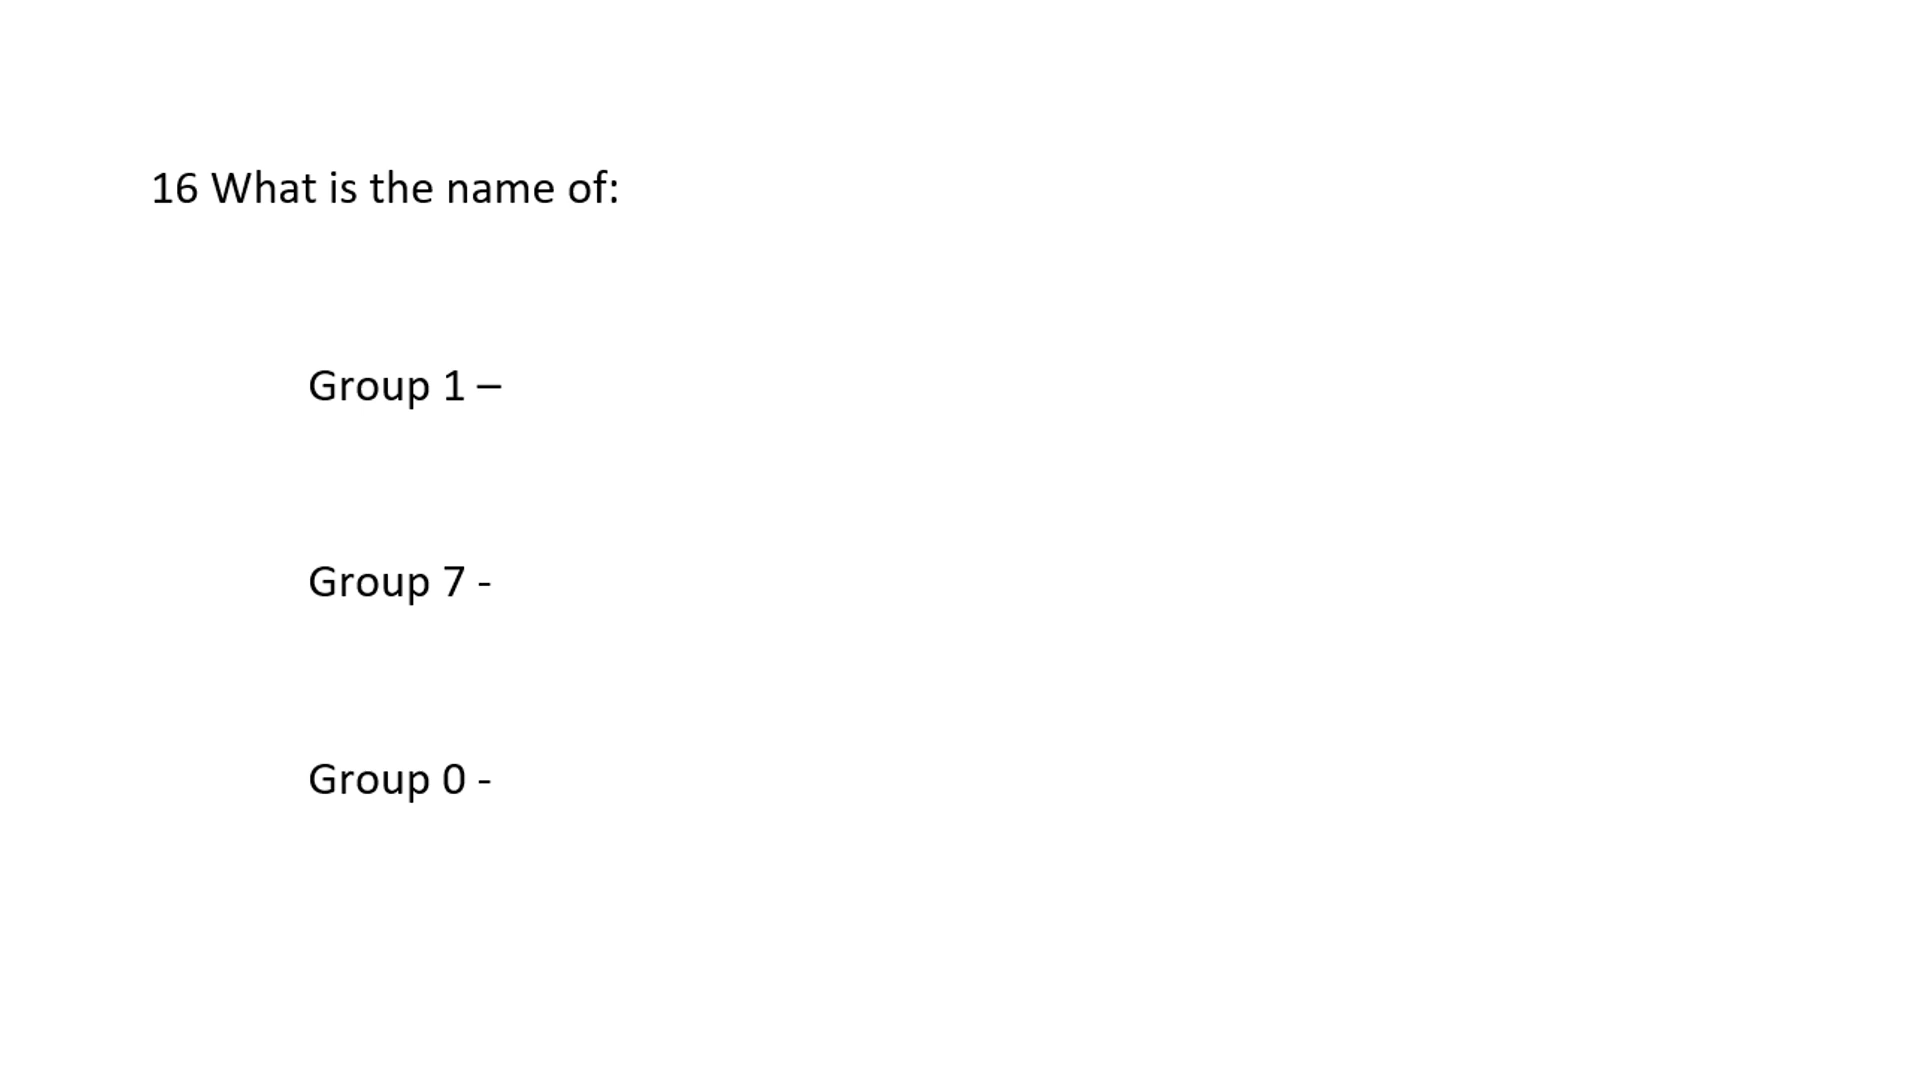 16 What is the name of:
Group 1 –
Group 7 -
Group 0 -